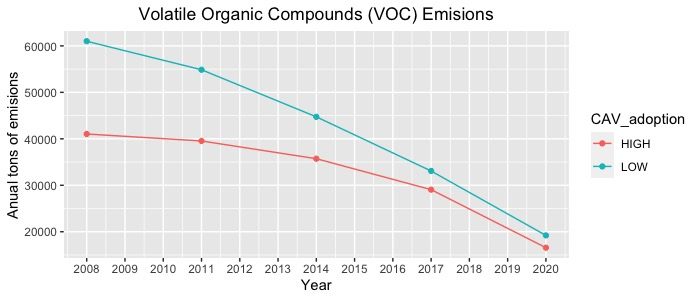 Volatile Organic Compounds (VOC) Emisions
Anual tons of emisions
60000
50000
40000
30000
20000
2008 2009 2010 2011 2012 2013 2014 2015 2016 2017 2018 2019 2020
Year
CAV_adoption
HIGH
LOW